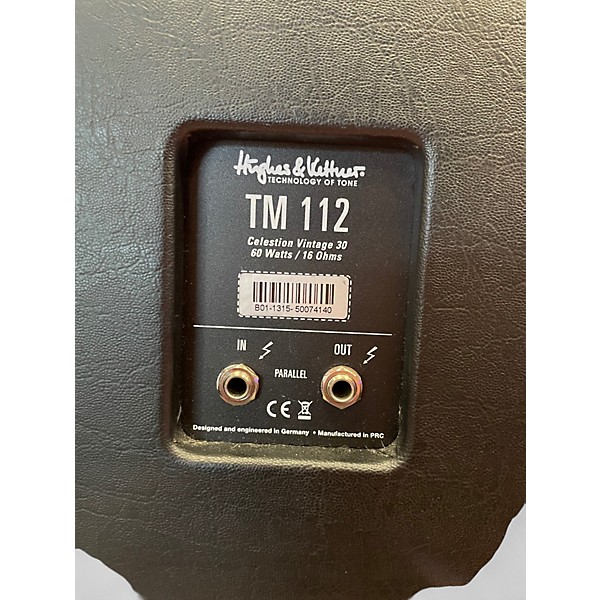 Hughes & Kettner.
TECHNOLOGY OF TONE
TM 112
Celestion Vintage 30
60 Watts / 16 Ohms
B01-1315- 50074140
IN OUT
PARALLEL
CE
Designed and engineered in Germany • Manufactured in PRC